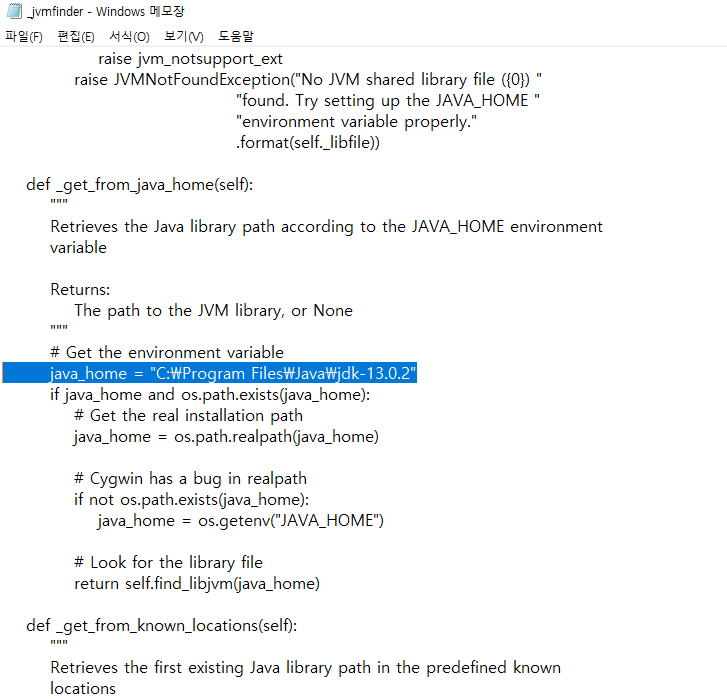 _jvmfinder - Windows 메모장
파일(F) 편집(E) 서식(O) 보기(V) 도움말
raise jvm_notsupport_ext
raise JVMNotFoundException("No JVM shared library file ({0}) "
"found. Try setting up the JAVA_HOME "
"environment variable properly."
.format(self._libfile))
def _get_from_java_home(self):
"""
Retrieves the Java library path according to the JAVA_HOME environment
variable
Returns:
The path to the JVM library, or None
"""
# Get the environment variable
java_home = "C:₩Program Files₩Java₩jdk-13.0.2"
if java_home and os.path.exists(java_home):
# Get the real installation path
java_home = os.path.realpath(java_home)
# Cygwin has a bug in realpath
if not os.path.exists(java_home):
java_home = os.getenv("JAVA_HOME")
# Look for the library file
return self.find_libjvm(java_home)
def _get_from_known_locations(self):
"""
Retrieves the first existing Java library path in the predefined known
locations